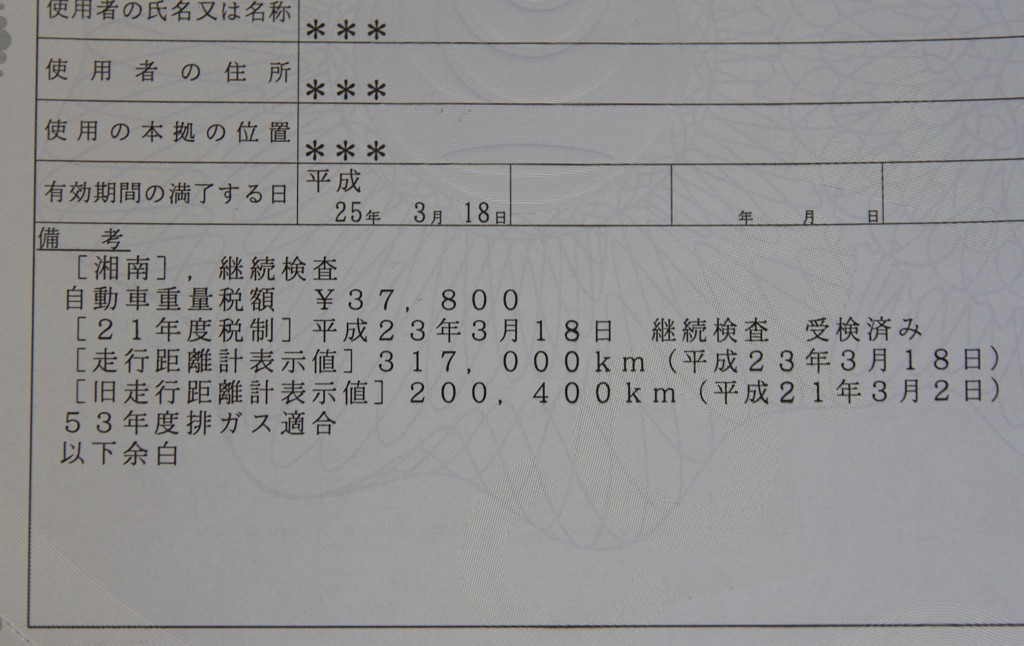 使用者の氏名又は名称 ***
使用者の住所 ***
使用の本拠の位置 ***
有効期間の満了する日 平成
25年 3月 18日 年 月 日
備考
[湘南],継続検査
自動車重量税額 ¥37,800
[21年度税制]平成23年3月18日 継続検査 受検済み
[走行距離計表示値]317,000km(平成23年3月18日)
[旧走行距離計表示値]200,400km(平成21年3月2日)
53年度排ガス適合
以下余白